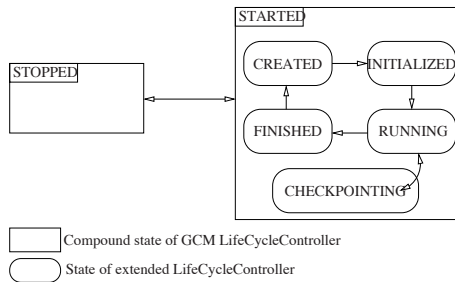 STARTED
STOPPED
CREATED
INITIALIZED
FINISHED
RUNNING
CHECKPOINTING
Compound state of GCM LifeCycleController
State of extended LifeCycleController